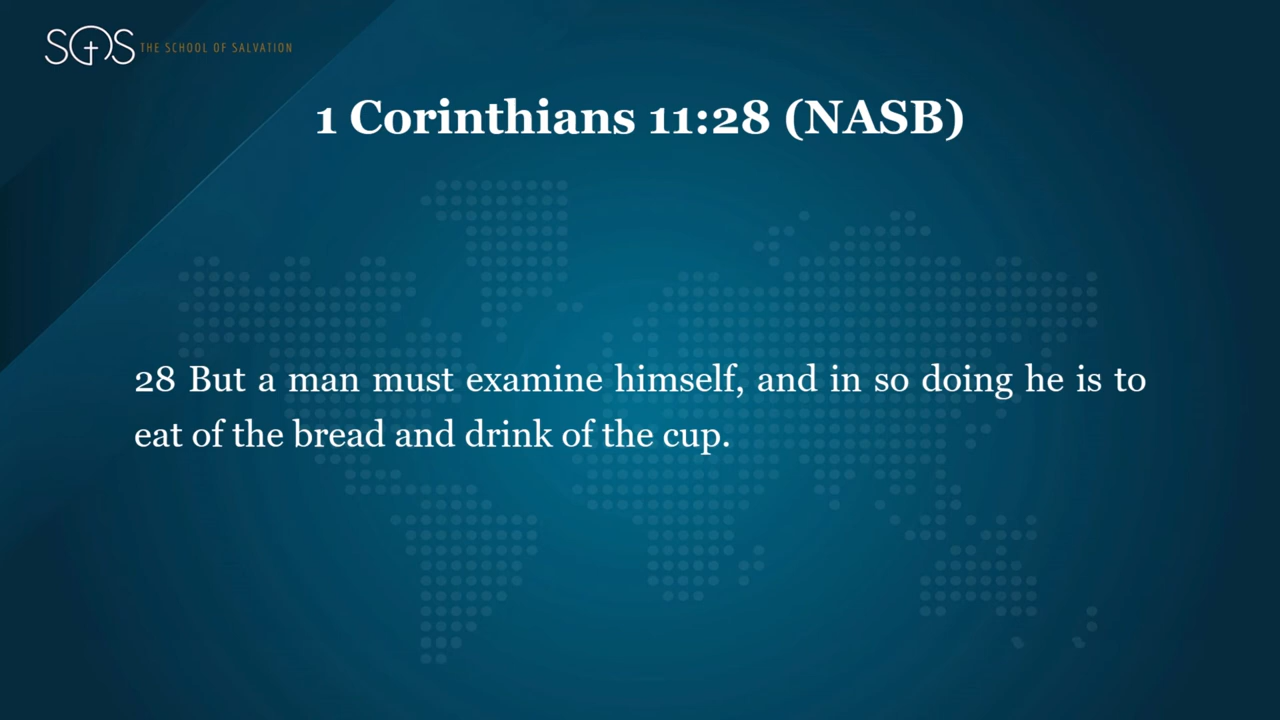 SOS THE SCHOOL OF SALVATION
1 Corinthians 11:28 (NASB)
28 But a man must examine himself, and in so doing he is to
eat of the bread and drink of the cup.